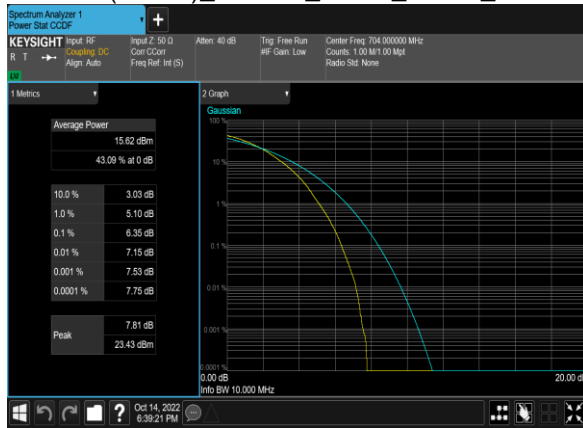 Spectrum Analyzer 1
Power Stat CCDF
KEYSIGHT
R T
Input: RF
Coupling: DC
Align: Auto
Input Z: 50 Ω
Corr CCorr
Freq Ref: Int (S)
Atten: 40 dB
Trig: Free Run
#IF Gain: Low
Center Freq: 704.000000 MHz
Counts: 1.00 M/1.00 Mpt
Radio Std: None
1 Metrics
Average Power
15.62 dBm
43.09 % at 0 dB
10.0 % 3.03 dB
1.0 % 5.10 dB
0.1 % 6.35 dB
0.01 % 7.15 dB
0.001 % 7.53 dB
0.0001 % 7.75 dB
Peak
7.81 dB
23.43 dBm
2 Graph
Gaussian
100 %
10 %
1 %
0.1 %
0.01 %
0.001 %
0.0001 %
0.00 dB
20.00 d
Info BW 10.000 MHz
?
Oct 14, 2022
6:39:21 PM